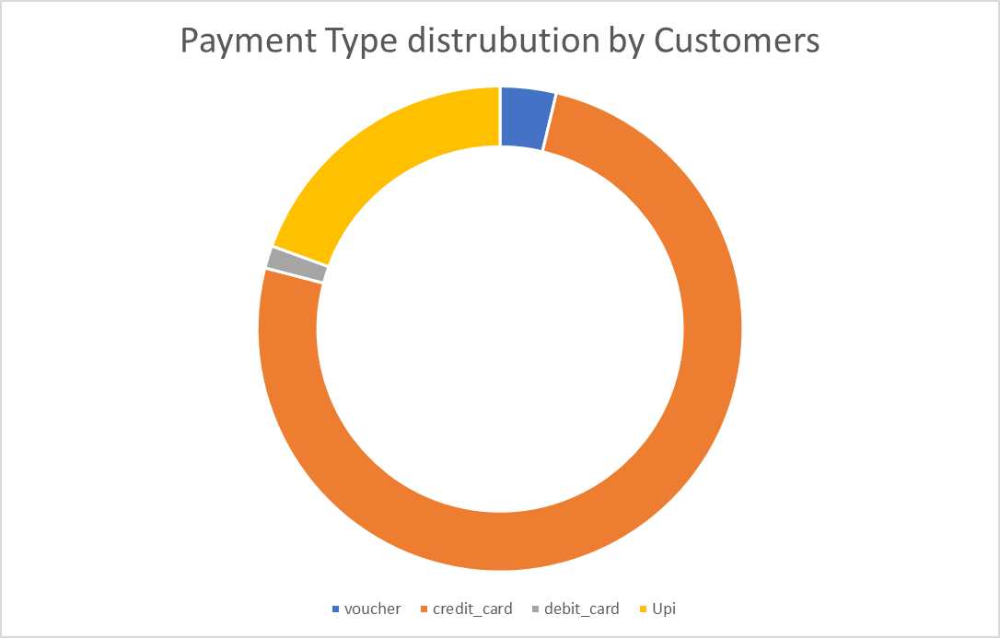 Payment Type distrubution by Customers
voucher credit_card debit_card Upi